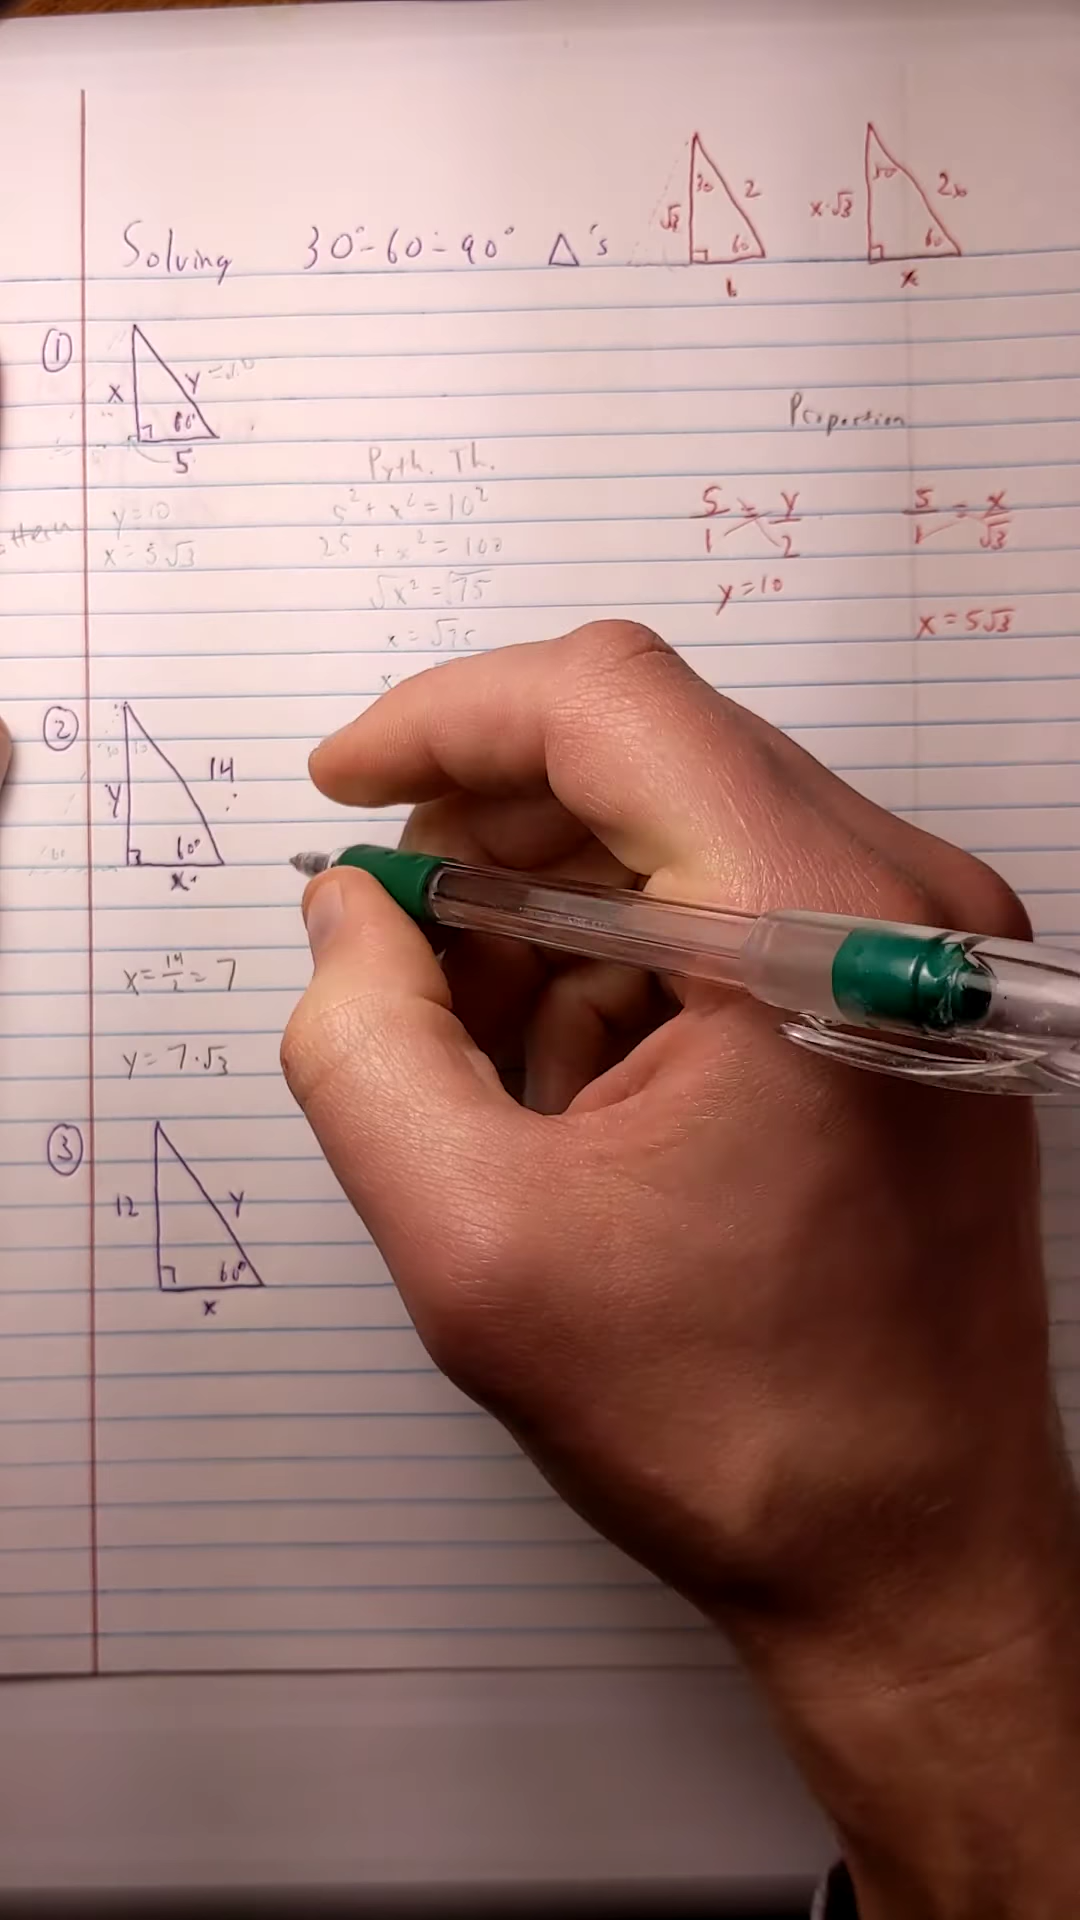 Solving 30°-60°-90° Δ's
30
2
√3
60
1
30
2x
x·√3
60
x
①
x
y = 10
60°
5
Proportion
y=10
x = 5√3
Pyth. Th.
5² + x² = 10²
25 + x² = 100
√x² = √75
x = √75
x
5/1 = y/2
y=10
5/1 = x/√3
x = 5√3
②
30
14
y
60°
x
x = 14/2 = 7
y = 7·√3
③
12
y
60°
x